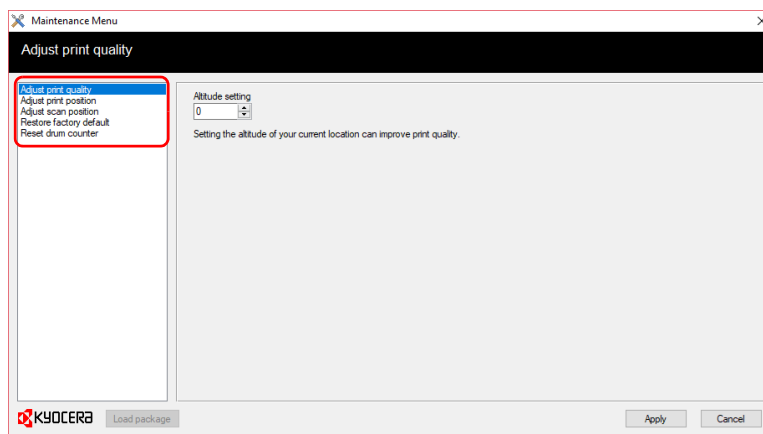 Maintenance Menu
Adjust print quality
Adjust print quality
Adjust print position
Adjust scan position
Restore factory default
Reset drum counter
Altitude setting
0
Setting the altitude of your current location can improve print quality.
KYOCERA
Load package
Apply
Cancel